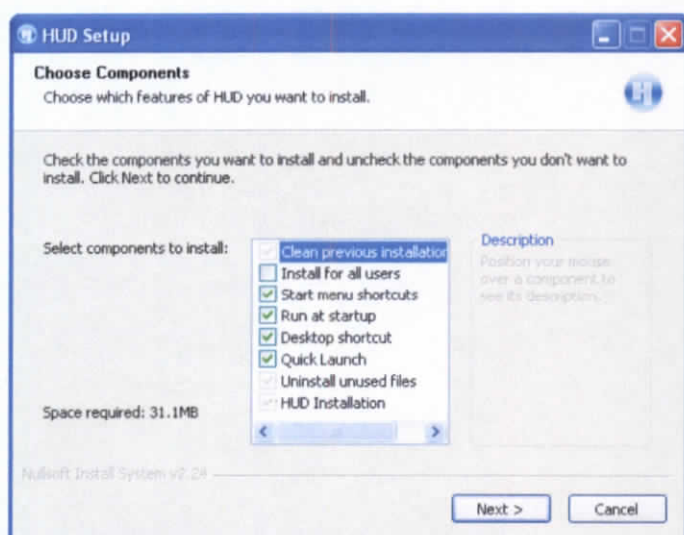 HUD Setup
Choose Components
Choose which features of HUD you want to install.
H
Check the components you want to install and uncheck the components you don't want to
install. Click Next to continue.
Select components to install:
Clean previous installation
Install for all users
Start menu shortcuts
Run at startup
Desktop shortcut
Quick Launch
Uninstall unused files
HUD Installation
Description
Position your mouse
over a component to
see its description.
Space required: 31.1MB
Nullsoft Install System v2.24
Next >
Cancel